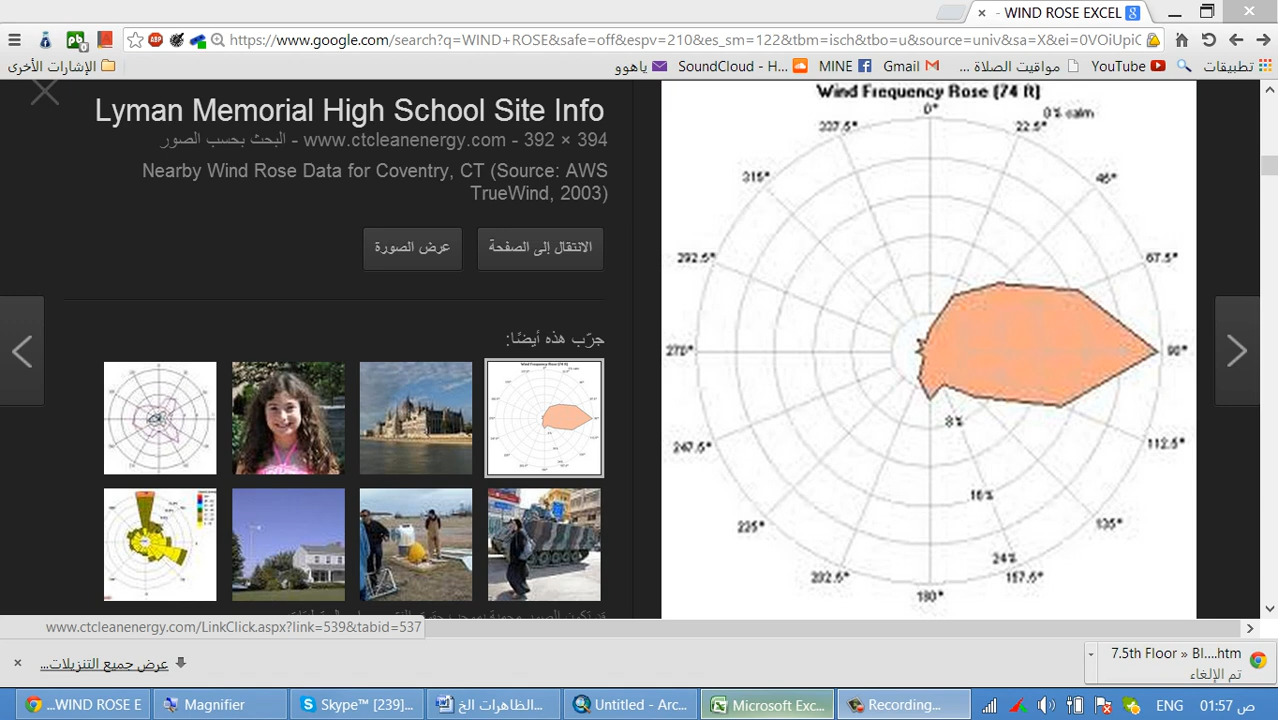 WIND ROSE EXCEL -
https://www.google.com/search?q=WIND+ROSE&safe=off&espv=210&es_sm=122&tbm=isch&tbo=u&source=univ&sa=X&ei=0VOiUpiC
تطبيقات
YouTube
مواقيت الصلاة ...
Gmail
MINE
SoundCloud - H...
ياهوو
الإشارات الأخرى
Lyman Memorial High School Site Info
www.ctcleanenergy.com - 392 × 394 - البحث بحسب الصور
Nearby Wind Rose Data for Coventry, CT (Source: AWS
TrueWind, 2003)
الانتقال إلى الصفحة
عرض الصورة
جرّب هذه أيضًا:
Wind Frequency Rose (74 ft)
0°
0% calm
337.5°
22.5°
315°
45°
292.5°
67.5°
270°
90°
8%
247.5°
112.5°
16%
225°
135°
24%
202.5°
157.5°
180°
www.ctcleanenergy.com/LinkClick.aspx?link=539&tabid=537
عرض جميع التنزيلات...
7.5th Floor » Bl....htm
تم الإلغاء
...WIND ROSE E
Magnifier
Skype™ [239]...
الظاهرات الخ...
Untitled - Arc...
Microsoft Exc...
Recording...
ENG
01:57 ص